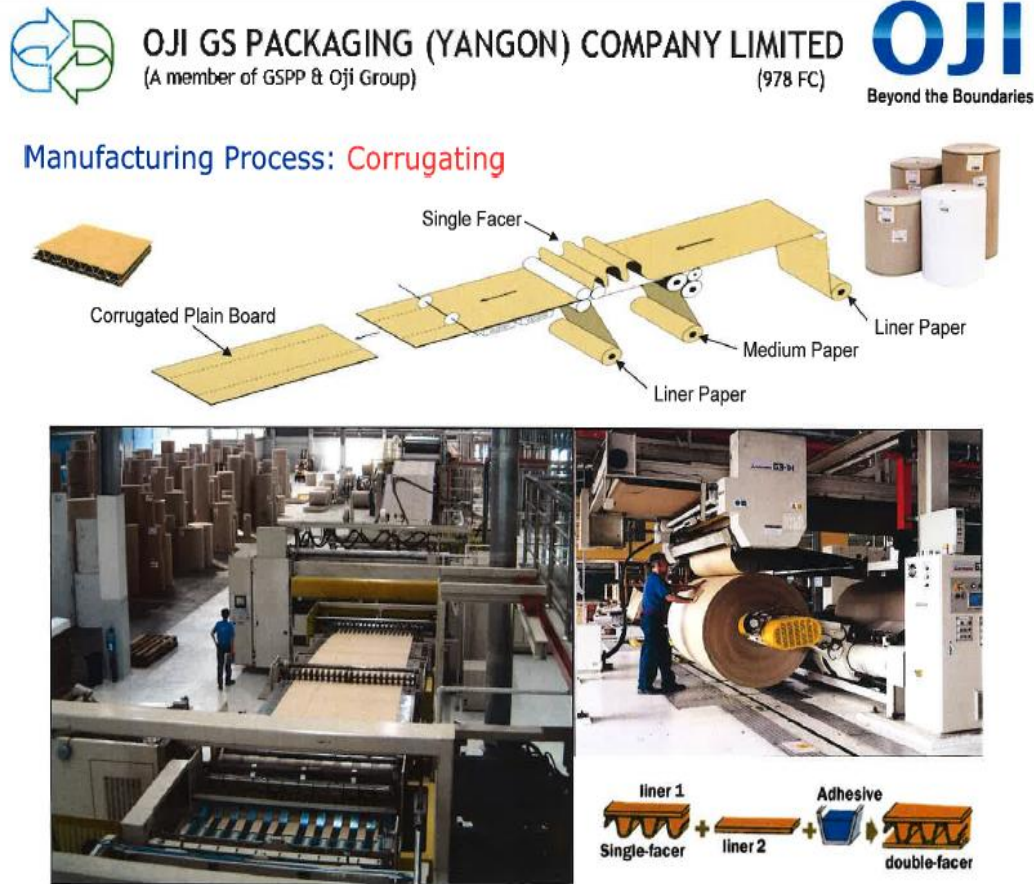 OJI GS PACKAGING (YANGON) COMPANY LIMITED
(A member of GSPP & Oji Group)
(978 FC)
OJI
Beyond the Boundaries
Manufacturing Process: Corrugating
Single Facer
Corrugated Plain Board
Liner Paper
Medium Paper
Liner Paper
liner 1
Adhesive
Single-facer
liner 2
double-facer